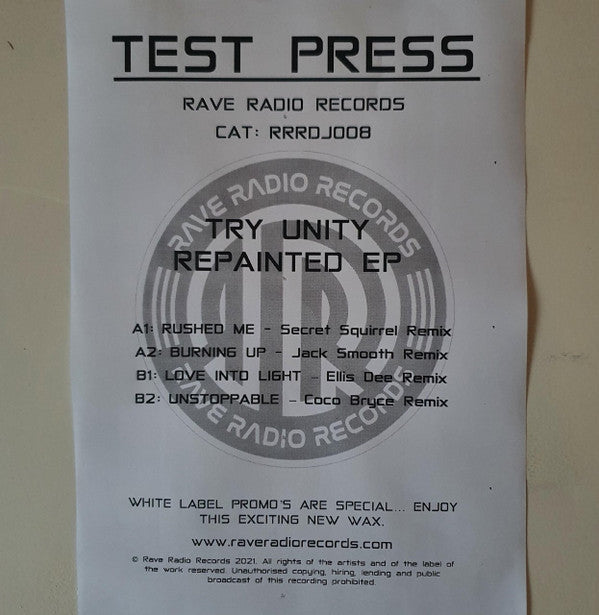 TEST PRESS
RAVE RADIO RECORDS
CAT: RRRDJ008
RAVE RADIO RECORDS
TRY UNITY
REPAINTED EP
A1: RUSHED ME - Secret Squirrel Remix
A2: BURNING UP - Jack Smooth Remix
B1: LOVE INTO LIGHT - Ellis Dee Remix
B2: UNSTOPPABLE - Coco Bryce Remix
RAVE RADIO RECORDS
WHITE LABEL PROMO'S ARE SPECIAL... ENJOY
THIS EXCITING NEW WAX.
www.raveradiorecords.com
© Rave Radio Records 2021. All rights of the artists and of the label of
the work reserved. Unauthorised copying, hiring, lending and public
broadcast of this recording prohibited.